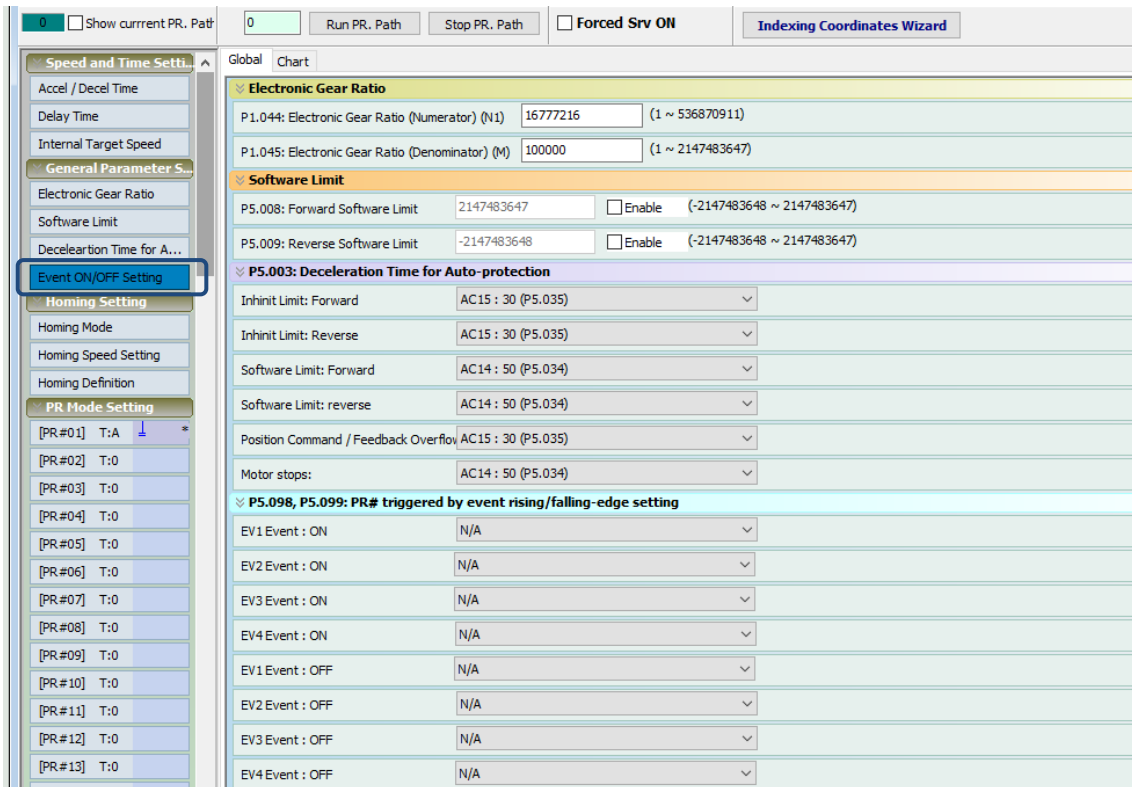 0 Show currrent PR. Path 0 Run PR. Path Stop PR. Path Forced Srv ON Indexing Coordinates Wizard
Speed and Time Setti...
Accel / Decel Time
Delay Time
Internal Target Speed
General Parameter S...
Electronic Gear Ratio
Software Limit
Deceleartion Time for A...
Event ON/OFF Setting
Homing Setting
Homing Mode
Homing Speed Setting
Homing Definition
PR Mode Setting
[PR#01] T:A *
[PR#02] T:0
[PR#03] T:0
[PR#04] T:0
[PR#05] T:0
[PR#06] T:0
[PR#07] T:0
[PR#08] T:0
[PR#09] T:0
[PR#10] T:0
[PR#11] T:0
[PR#12] T:0
[PR#13] T:0
Global Chart
Electronic Gear Ratio
P1.044: Electronic Gear Ratio (Numerator) (N1) 16777216 (1 ~ 536870911)
P1.045: Electronic Gear Ratio (Denominator) (M) 100000 (1 ~ 2147483647)
Software Limit
P5.008: Forward Software Limit 2147483647 Enable (-2147483648 ~ 2147483647)
P5.009: Reverse Software Limit -2147483648 Enable (-2147483648 ~ 2147483647)
P5.003: Deceleration Time for Auto-protection
Inhinit Limit: Forward AC15 : 30 (P5.035)
Inhinit Limit: Reverse AC15 : 30 (P5.035)
Software Limit: Forward AC14 : 50 (P5.034)
Software Limit: reverse AC14 : 50 (P5.034)
Position Command / Feedback Overflow AC15 : 30 (P5.035)
Motor stops: AC14 : 50 (P5.034)
P5.098, P5.099: PR# triggered by event rising/falling-edge setting
EV1 Event : ON N/A
EV2 Event : ON N/A
EV3 Event : ON N/A
EV4 Event : ON N/A
EV1 Event : OFF N/A
EV2 Event : OFF N/A
EV3 Event : OFF N/A
EV4 Event : OFF N/A